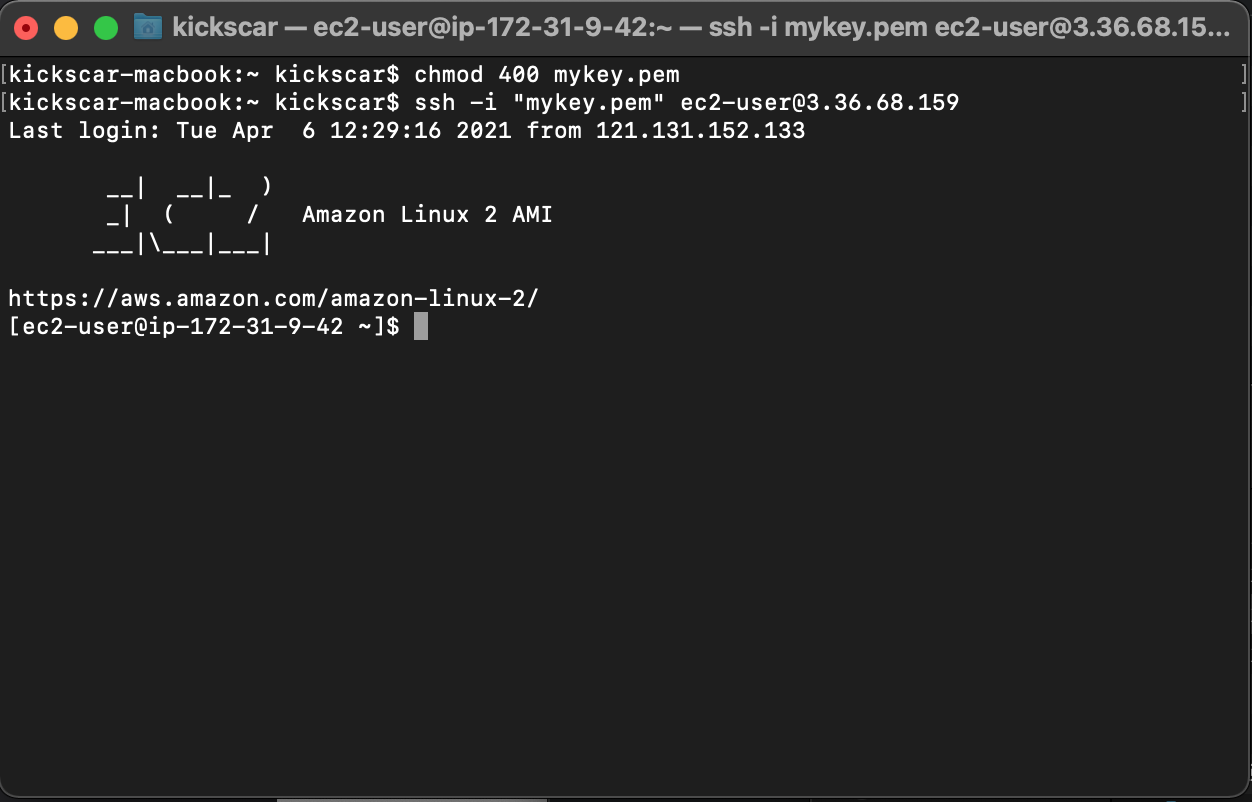 kickscar — ec2-user@ip-172-31-9-42:~ — ssh -i mykey.pem ec2-user@3.36.68.15...
[kickscar-macbook:~ kickscar$ chmod 400 mykey.pem ]
[kickscar-macbook:~ kickscar$ ssh -i "mykey.pem" ec2-user@3.36.68.159 ]
Last login: Tue Apr  6 12:29:16 2021 from 121.131.152.133
       __|  __|_  )
       _|  (     /   Amazon Linux 2 AMI
      ___|\___|___|
https://aws.amazon.com/amazon-linux-2/
[ec2-user@ip-172-31-9-42 ~]$